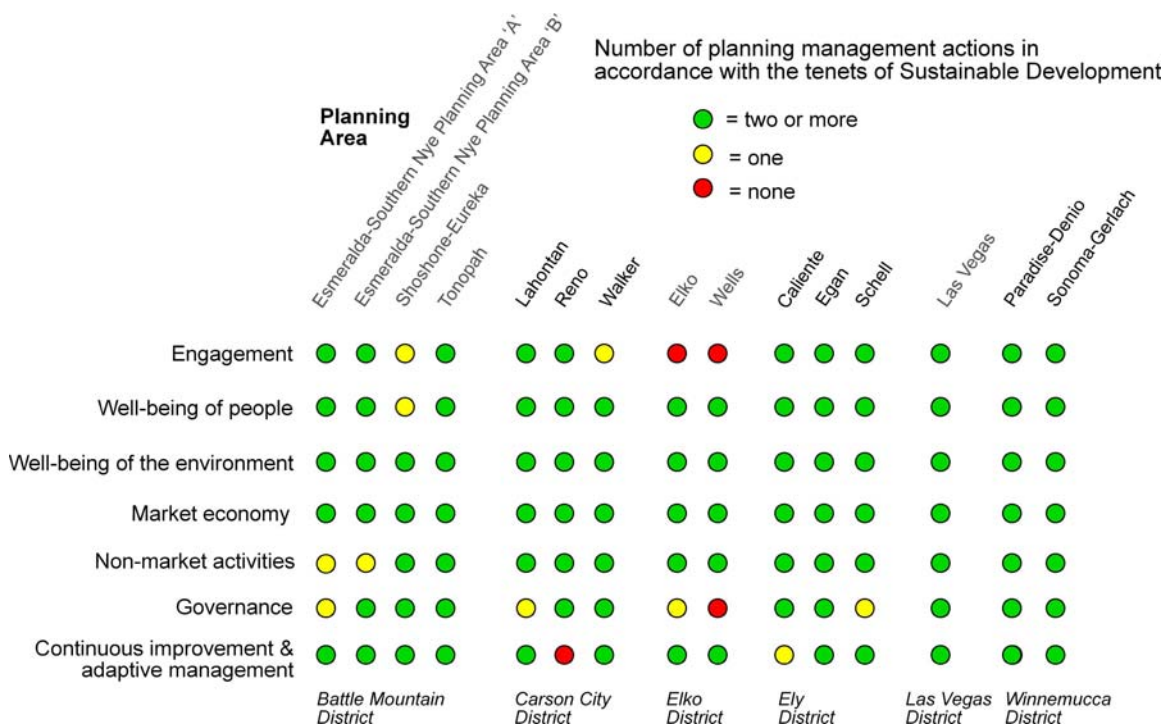 Number of planning management actions in
accordance with the tenets of Sustainable Development
= two or more
= one
= none
Planning
Area
Esmeralda-Southern Nye Planning Area 'A'
Esmeralda-Southern Nye Planning Area 'B'
Shoshone-Eureka
Tonopah
Lahontan
Reno
Walker
Elko
Wells
Caliente
Egan
Schell
Las Vegas
Paradise-Denio
Sonoma-Gerlach
Engagement
Well-being of people
Well-being of the environment
Market economy
Non-market activities
Governance
Continuous improvement &
adaptive management
Battle Mountain
District
Carson City
District
Elko
District
Ely
District
Las Vegas
District
Winnemucca
District